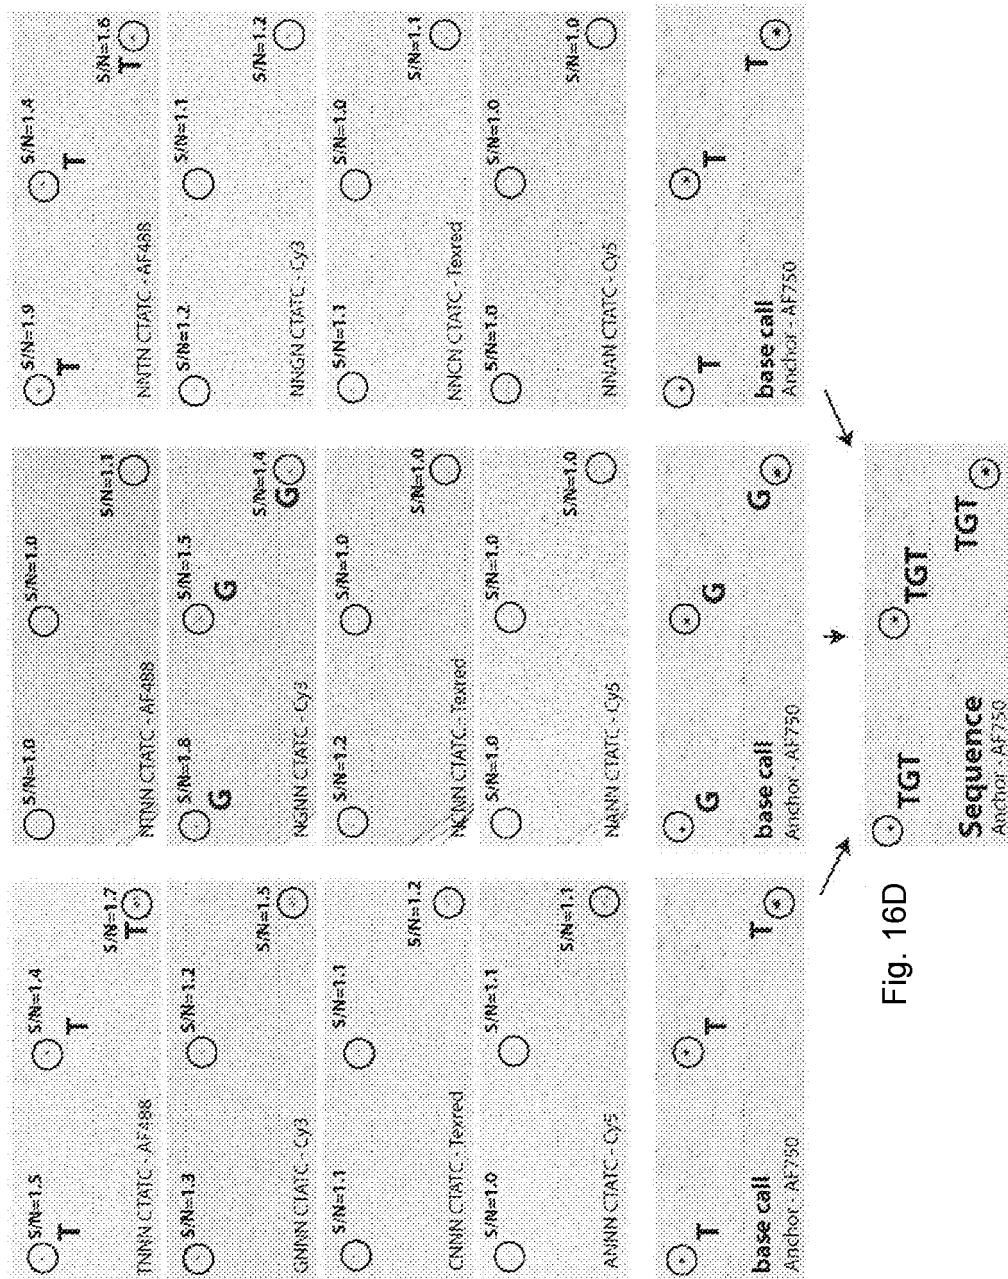 S/N=1.5
T
S/N=1.4
T
S/N=1.7
T
TNNN CTATC - AF488
S/N=1.3
S/N=1.2
S/N=1.5
GNNN CTATC - Cy3
S/N=1.1
S/N=1.1
S/N=1.2
CNNN CTATC - Texred
S/N=1.0
S/N=1.1
S/N=1.1
ANNN CTATC - Cy5
T
T
T
base call
Anchor - AF750
S/N=1.0
S/N=1.0
S/N=1.1
NTNN CTATC - AF488
S/N=1.8
G
S/N=1.5
G
S/N=1.4
G
NGNN CTATC - Cy3
S/N=1.2
S/N=1.0
S/N=1.0
NCNN CTATC - Texred
S/N=1.0
S/N=1.0
S/N=1.0
NANN CTATC - Cy5
G
G
G
base call
Anchor - AF750
S/N=1.9
T
S/N=1.4
T
S/N=1.6
T
NNTN CTATC - AF488
S/N=1.2
S/N=1.1
S/N=1.2
NNGN CTATC - Cy3
S/N=1.1
S/N=1.0
S/N=1.1
NNCN CTATC - Texred
S/N=1.0
S/N=1.0
S/N=1.0
NNAN CTATC - Cy5
T
T
T
base call
Anchor - AF750
Fig. 16D
TGT
TGT
TGT
Sequence
Anchor - AF750